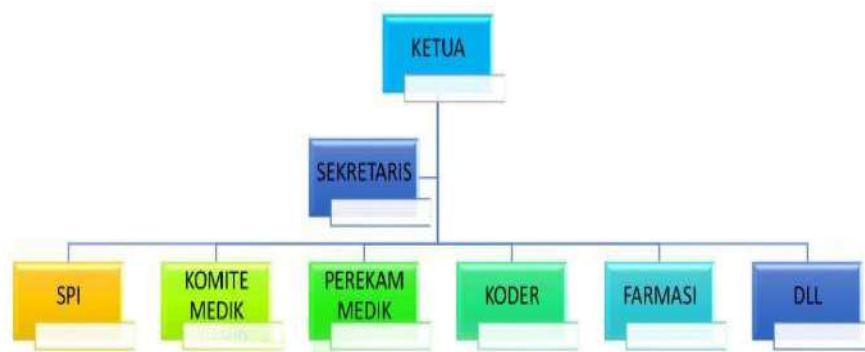 KETUA
SEKRETARIS
SPI
KOMITE
MEDIK
PEREKAM
MEDIK
KODER
FARMASI
DLL